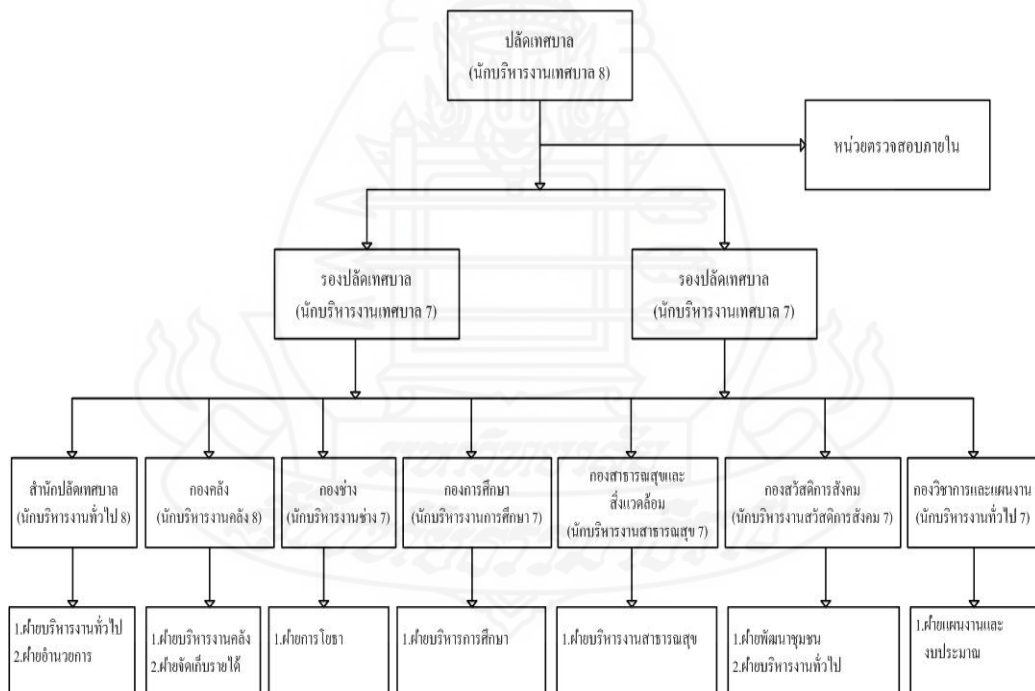 ปลัดเทศบาล
(นักบริหารงานเทศบาล 8)
หน่วยตรวจสอบภายใน
รองปลัดเทศบาล
(นักบริหารงานเทศบาล 7)
รองปลัดเทศบาล
(นักบริหารงานเทศบาล 7)
สำนักปลัดเทศบาล
(นักบริหารงานทั่วไป 8)
กองคลัง
(นักบริหารงานคลัง 8)
กองช่าง
(นักบริหารงานช่าง 7)
กองการศึกษา
(นักบริหารงานการศึกษา 7)
กองสาธารณสุขและ
สิ่งแวดล้อม
(นักบริหารงานสาธารณสุข 7)
กองสวัสดิการสังคม
(นักบริหารงานสวัสดิการสังคม 7)
กองวิชาการและแผนงาน
(นักบริหารงานทั่วไป 7)
1.ฝ่ายบริหารงานทั่วไป
2.ฝ่ายอำนวยการ
1.ฝ่ายบริหารงานคลัง
2.ฝ่ายจัดเก็บรายได้
1.ฝ่ายการโยธา
1.ฝ่ายบริหารการศึกษา
1.ฝ่ายบริหารงานสาธารณสุข
1.ฝ่ายพัฒนาชุมชน
2.ฝ่ายบริหารงานทั่วไป
1.ฝ่ายแผนงานและ
งบประมาณ